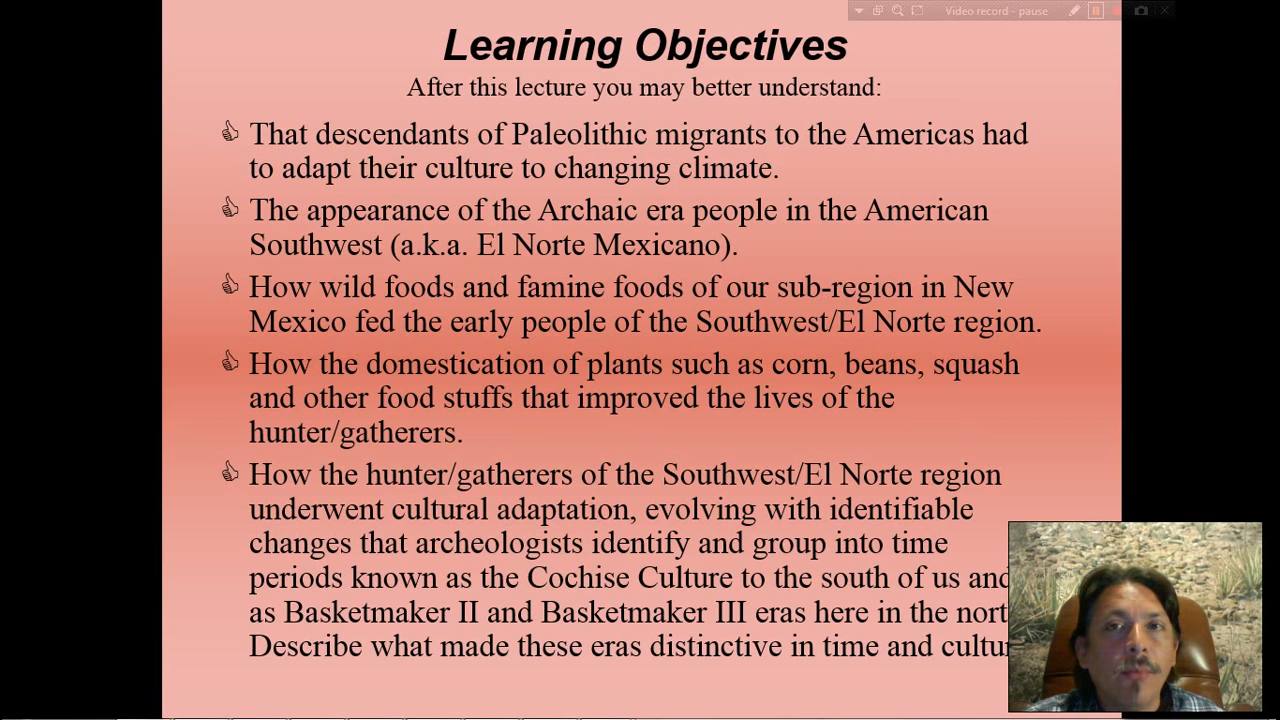 Video record - pause
Learning Objectives
After this lecture you may better understand:
That descendants of Paleolithic migrants to the Americas had
to adapt their culture to changing climate.
The appearance of the Archaic era people in the American
Southwest (a.k.a. El Norte Mexicano).
How wild foods and famine foods of our sub-region in New
Mexico fed the early people of the Southwest/El Norte region.
How the domestication of plants such as corn, beans, squash
and other food stuffs that improved the lives of the
hunter/gatherers.
How the hunter/gatherers of the Southwest/El Norte region
underwent cultural adaptation, evolving with identifiable
changes that archeologists identify and group into time
periods known as the Cochise Culture to the south of us and
as Basketmaker II and Basketmaker III eras here in the
Describe what made these eras distinctive in time and